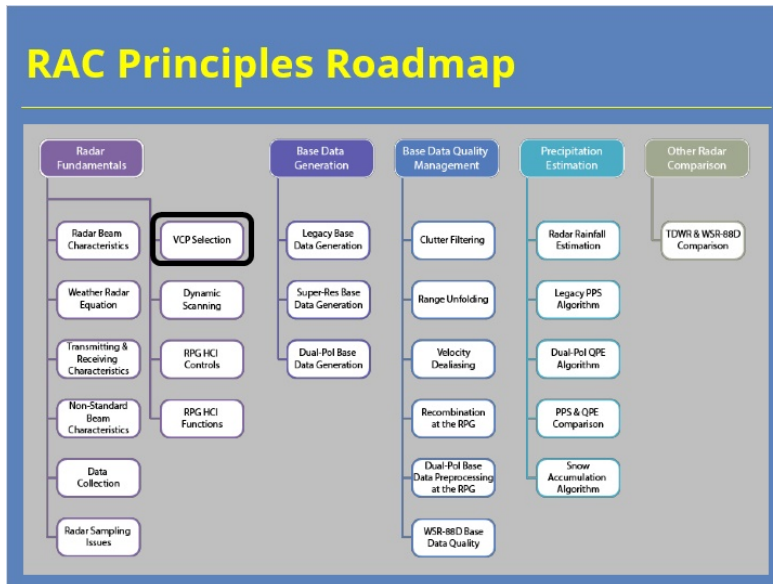 RAC Principles Roadmap
Radar
Fundamentals
Radar Beam
Characteristics
Weather Radar
Equation
Transmitting &
Receiving
Characteristics
Non-Standard
Beam
Characteristics
Data
Collection
Radar Sampling
Issues
VCP Selection
Dynamic
Scanning
RPG HCI
Controls
RPG HCI
Functions
Base Data
Generation
Legacy Base
Data Generation
Super-Res Base
Data Generation
Dual-Pol Base
Data Generation
Base Data Quality
Management
Clutter Filtering
Range Unfolding
Velocity
Dealiasing
Recombination
at the RPG
Dual-Pol Base
Data Preprocessing
at the RPG
WSR-88D Base
Data Quality
Precipitation
Estimation
Radar Rainfall
Estimation
Legacy PPS
Algorithm
Dual-Pol QPE
Algorithm
PPS & QPE
Comparison
Snow
Accumulation
Algorithm
Other Radar
Comparison
TDWR & WSR-88D
Comparison